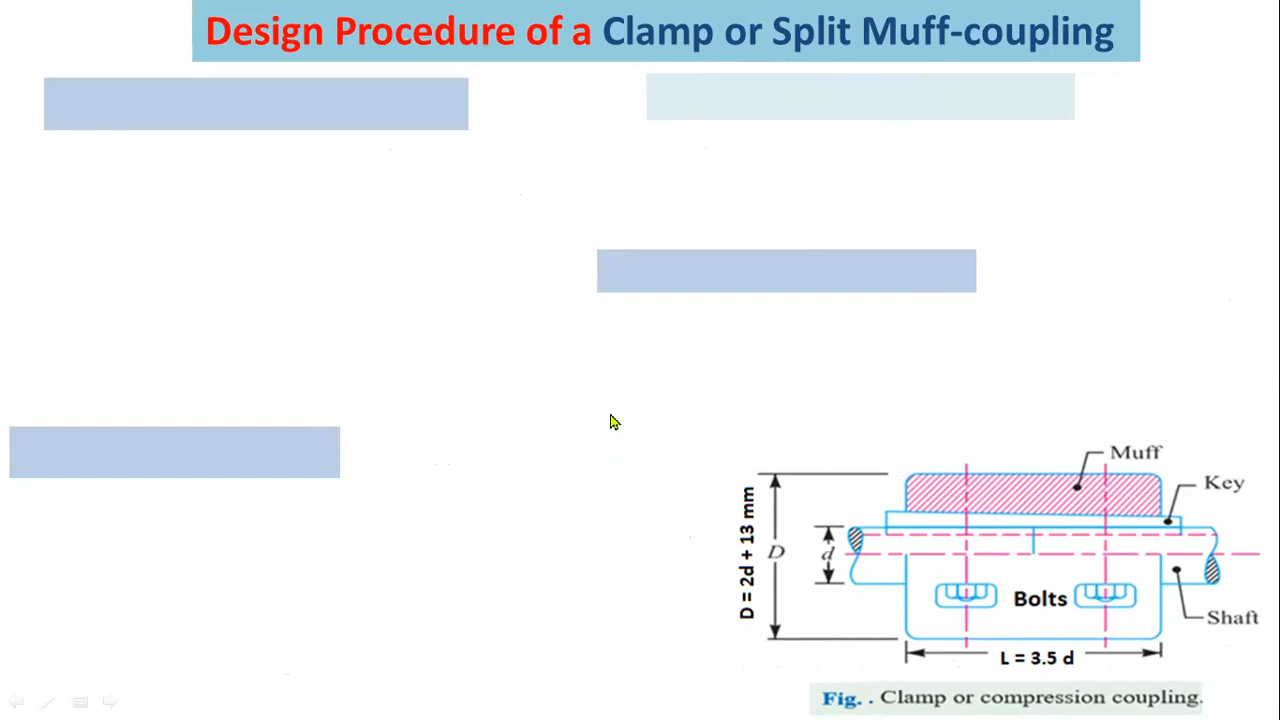 Design Procedure of a Clamp or Split Muff-coupling
Muff
Key
D = 2d + 13 mm
D
d
Bolts
Shaft
L = 3.5 d
Fig. . Clamp or compression coupling.